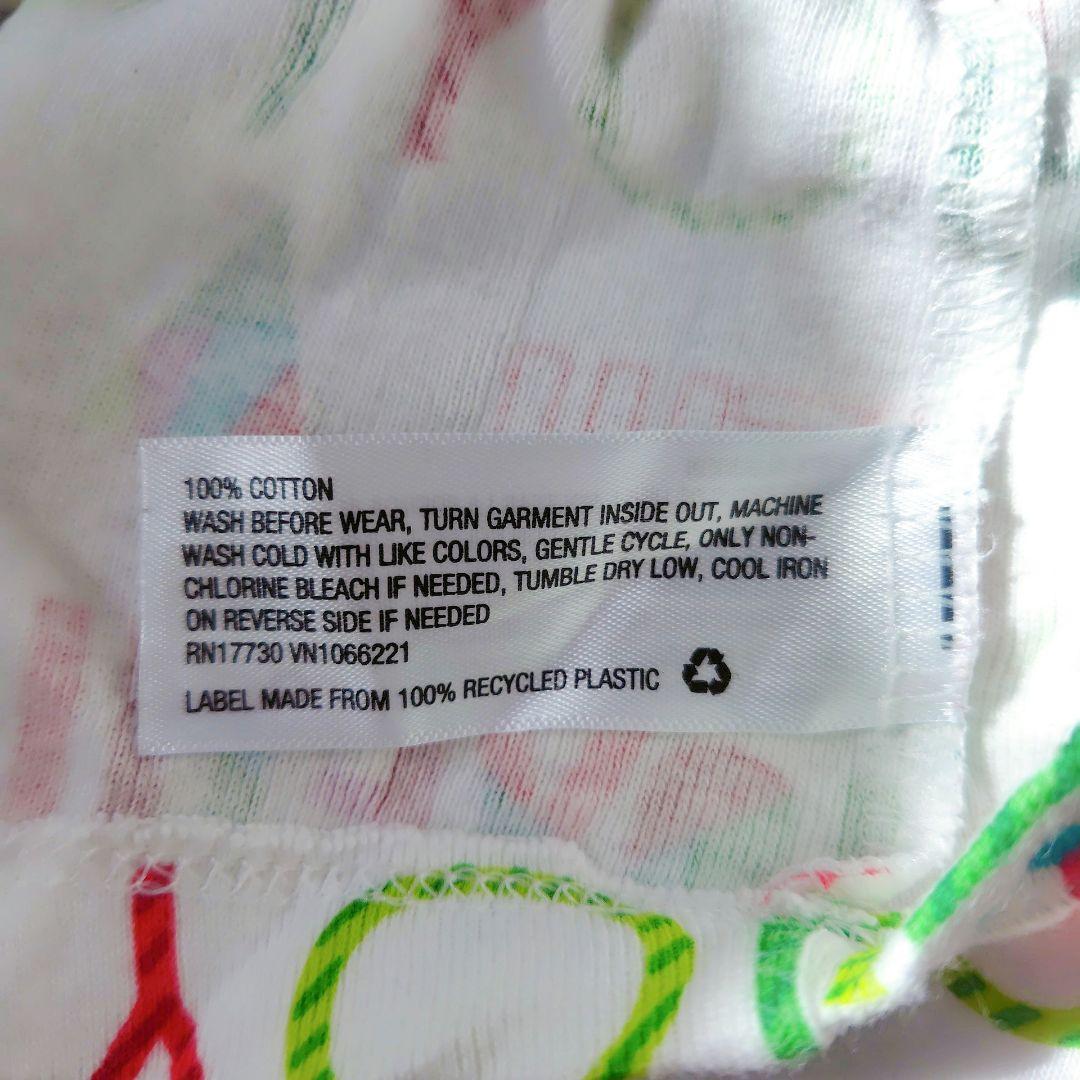 100% COTTON
WASH BEFORE WEAR, TURN GARMENT INSIDE OUT, MACHINE
WASH COLD WITH LIKE COLORS, GENTLE CYCLE, ONLY NON-
CHLORINE BLEACH IF NEEDED, TUMBLE DRY LOW, COOL IRON
ON REVERSE SIDE IF NEEDED
RN17730 VN1066221
LABEL MADE FROM 100% RECYCLED PLASTIC